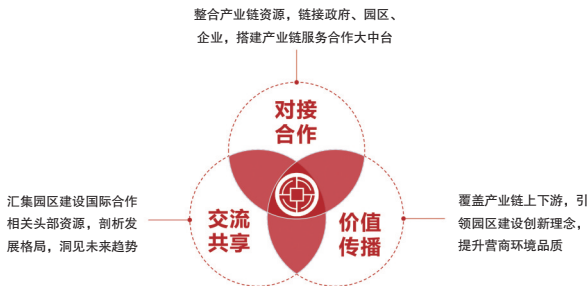 整合产业链资源，链接政府、园区、
企业，搭建产业链服务合作大中台
对接
合作
汇集园区建设国际合作
相关头部资源，剖析发
展格局，洞见未来趋势
交流
共享
价值
传播
覆盖产业链上下游，引
领园区建设创新理念，
提升营商环境品质